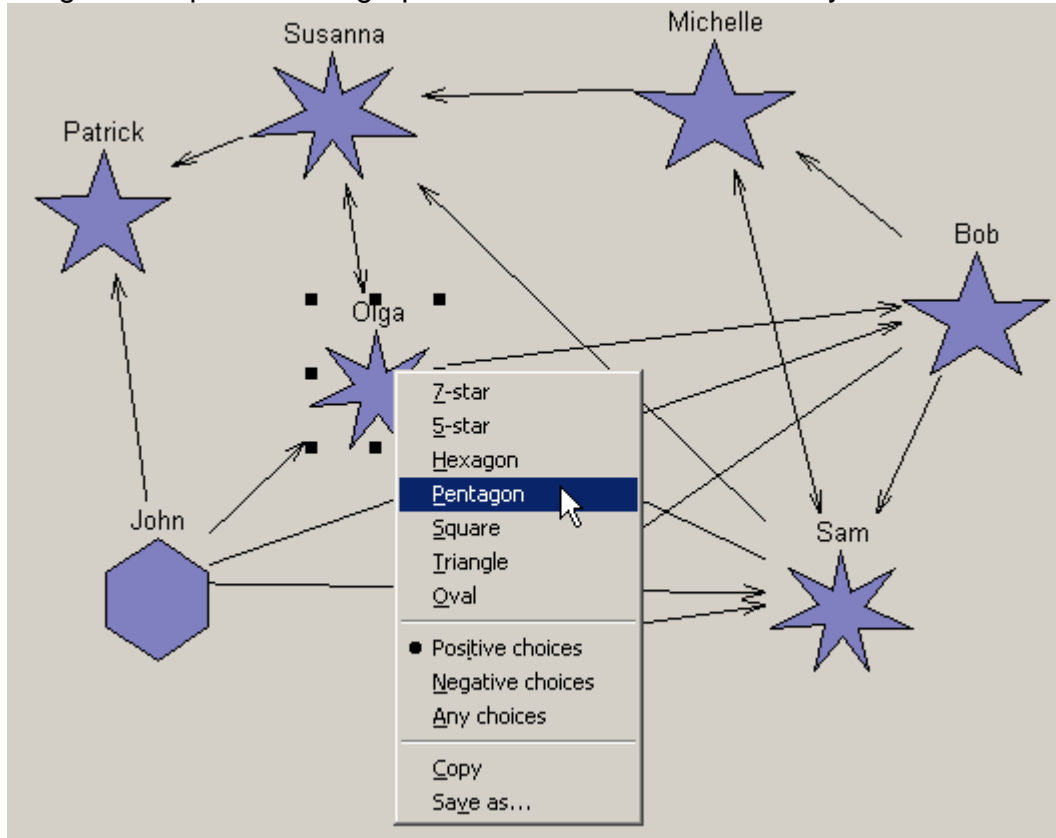 Susanna
Michelle
Patrick
Bob
Olga
7-star
5-star
Hexagon
Pentagon
Square
Triangle
Oval
Positive choices
Negative choices
Any choices
Copy
Save as...
John
Sam